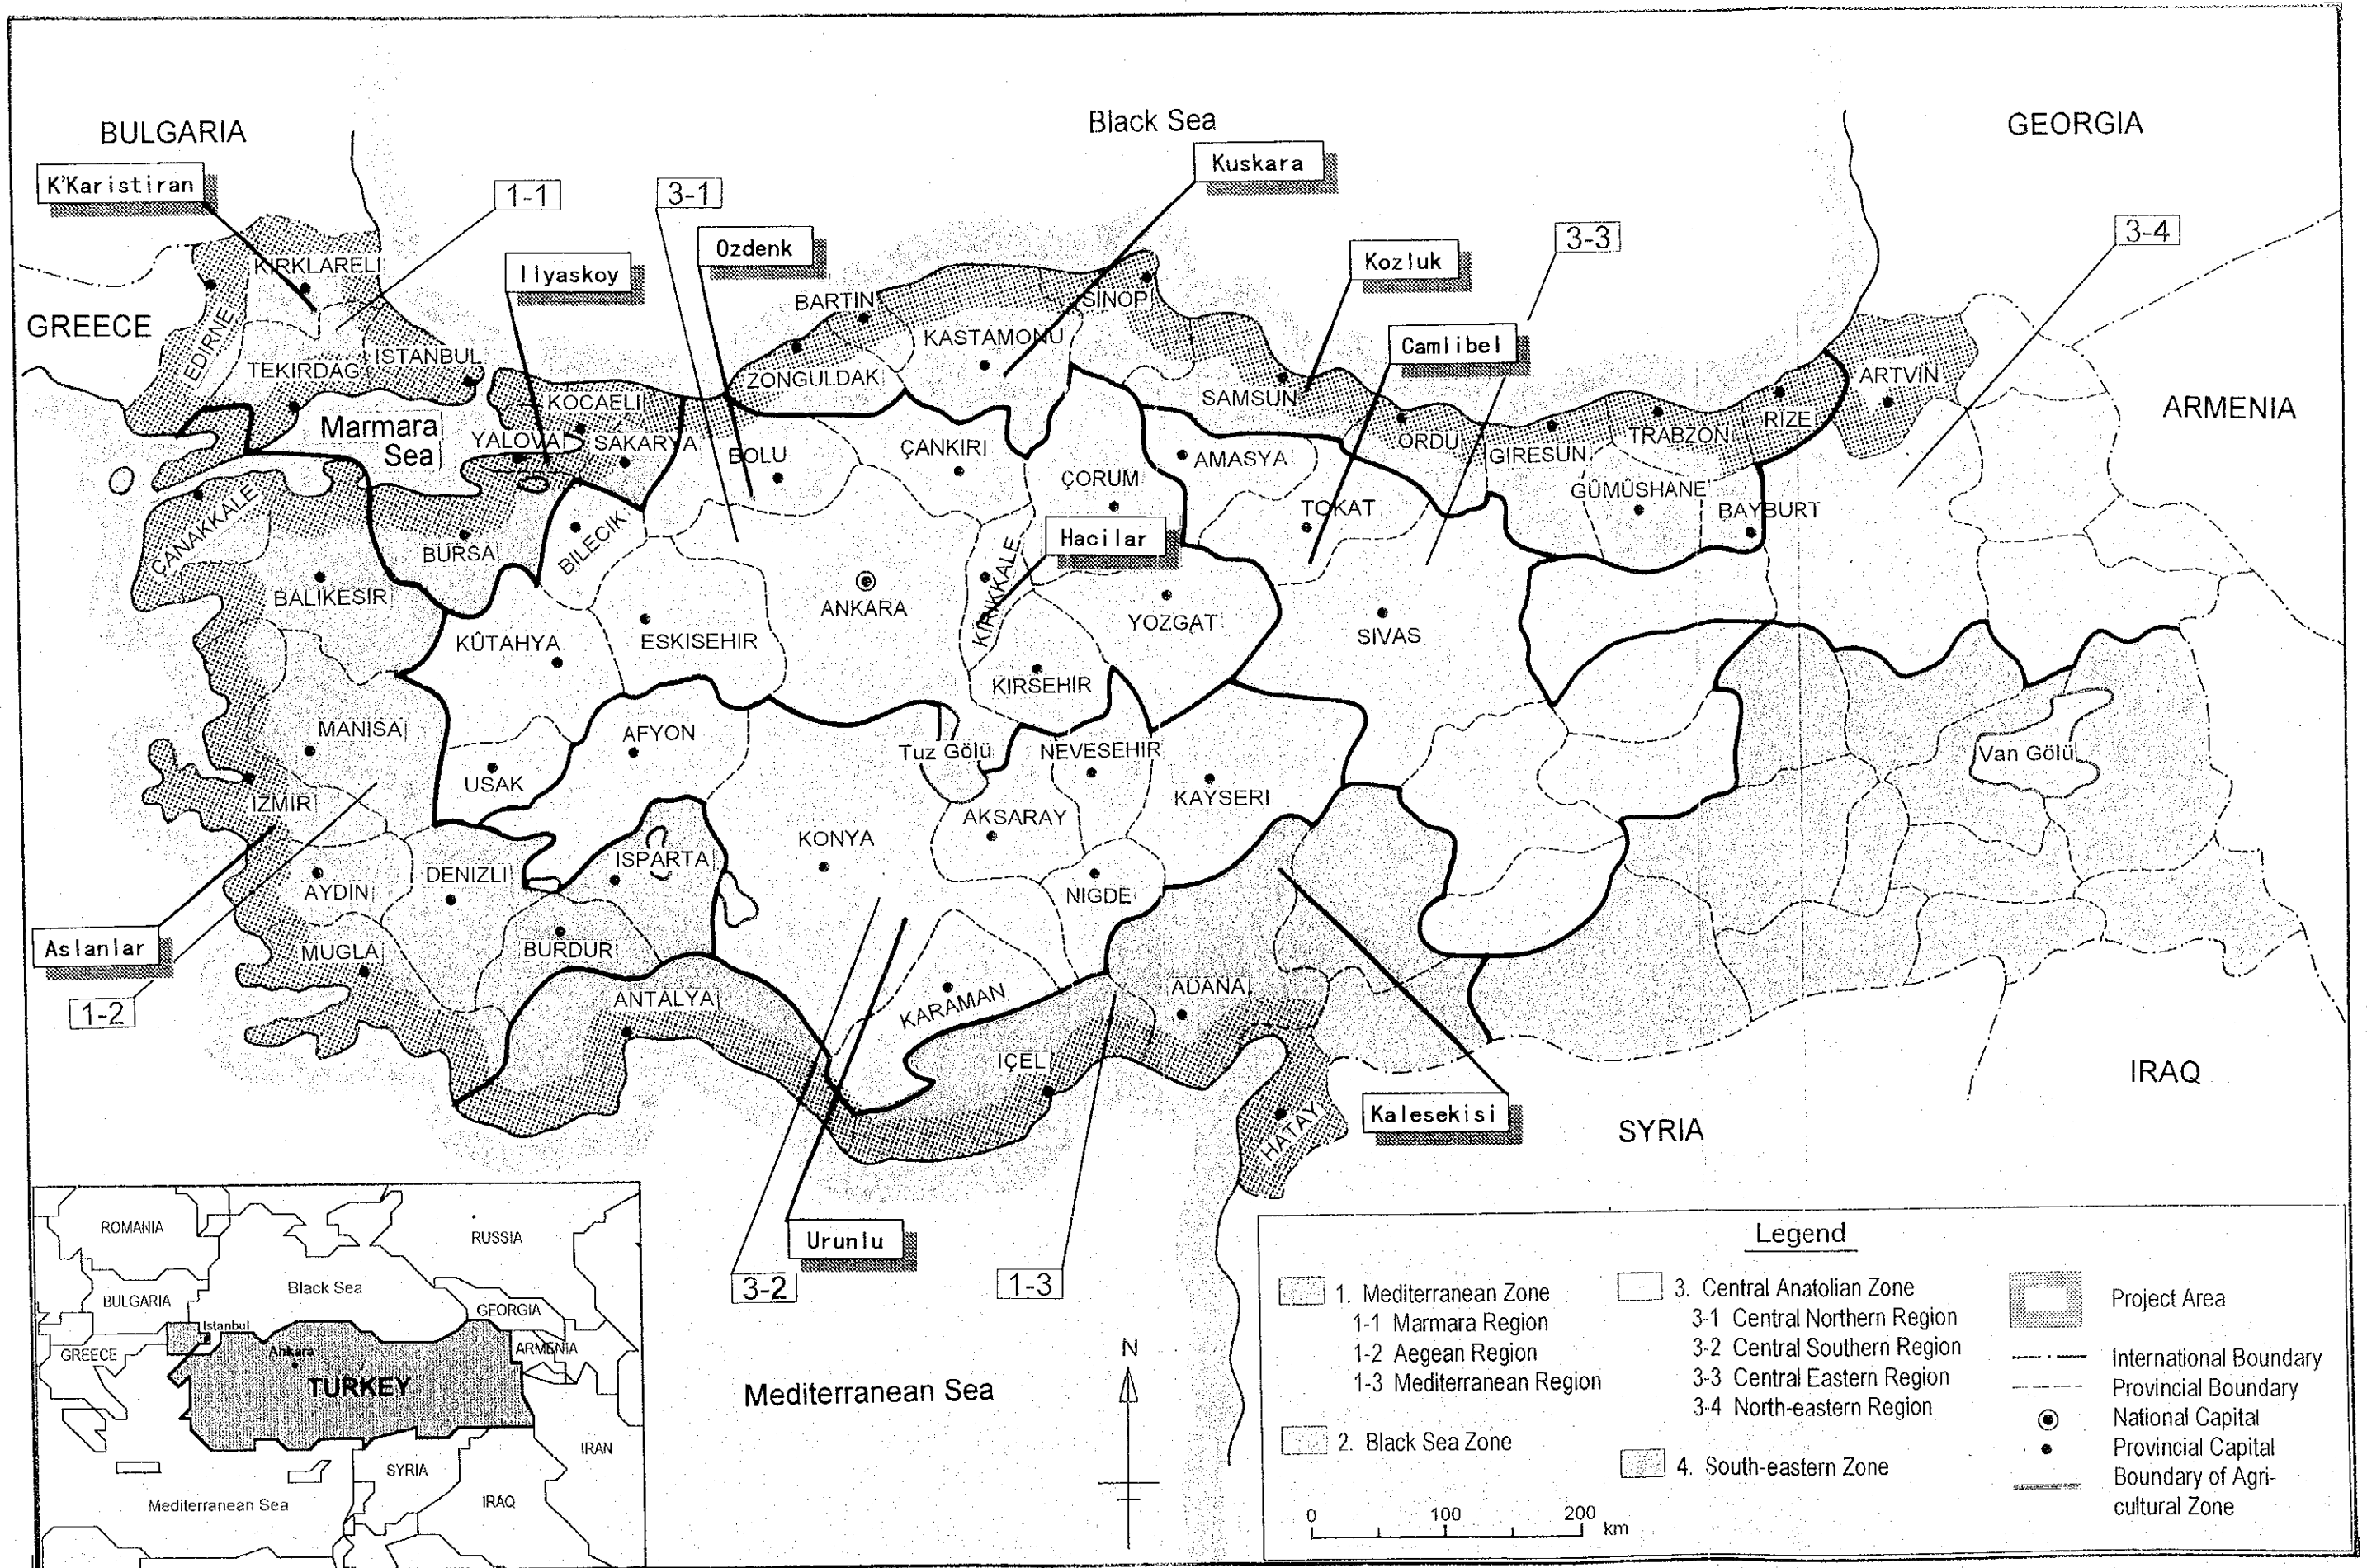 BULGARIA
Black Sea
GEORGIA
K'Karistiran
1-1
3-1
Kuskara
Ozdenk
Ilyaskoy
Kozluk
3-3
3-4
Camlibel
GREECE
ARMENIA
KIRKLARELI
EDIRNE
TEKIRDAG
ISTANBUL
Marmara
Sea
KOCAELI
YALOVA
SAKARYA
BARTIN
ZONGULDAK
KASTAMONU
SINOP
SAMSUN
ORDU
GIRESUN
TRABZON
RIZE
ARTVIN
BOLU
ÇANKIRI
ÇORUM
AMASYA
TOKAT
GÛMÛSHANE
BAYBURT
ÇANAKKALE
BURSA
BILECIK
BALIKESIR
KÛTAHYA
ESKISEHIR
ANKARA
KIRIKKALE
Hacilar
YOZGAT
SIVAS
KIRSEHIR
MANISA
USAK
AFYON
Tuz Gölü
NEVESEHIR
KAYSERI
Van Gölü
IZMIR
AYDIN
DENIZLI
ISPARTA
KONYA
AKSARAY
NIGDE
Aslanlar
1-2
MUGLA
BURDUR
ANTALYA
KARAMAN
IÇEL
ADANA
HATAY
Kalesekisi
SYRIA
IRAQ
Urunlu
3-2
1-3
Mediterranean Sea
N
ROMANIA
RUSSIA
Black Sea
BULGARIA
GEORGIA
Istanbul
GREECE
Ankara
ARMENIA
TURKEY
IRAN
SYRIA
IRAQ
Mediterranean Sea
Legend
1. Mediterranean Zone
1-1 Marmara Region
1-2 Aegean Region
1-3 Mediterranean Region
2. Black Sea Zone
3. Central Anatolian Zone
3-1 Central Northern Region
3-2 Central Southern Region
3-3 Central Eastern Region
3-4 North-eastern Region
4. South-eastern Zone
Project Area
International Boundary
Provincial Boundary
National Capital
Provincial Capital
Boundary of Agri-
cultural Zone
0 100 200
km